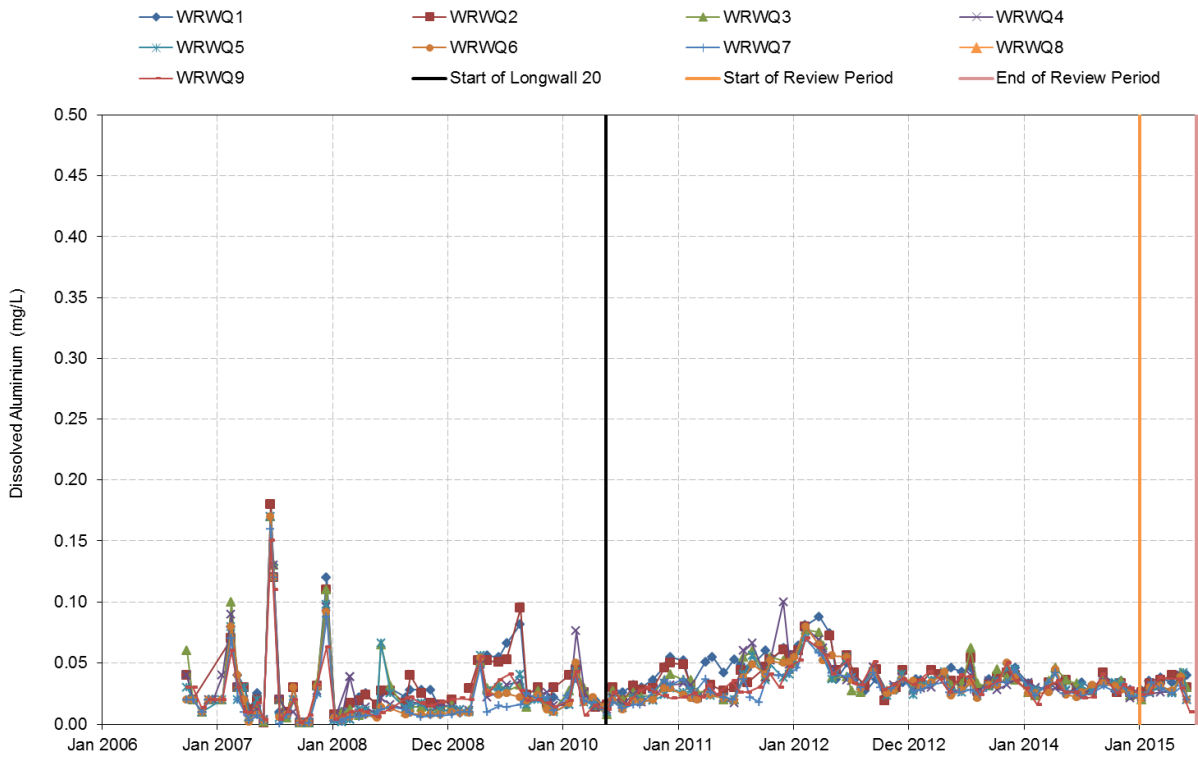 WRWQ1 WRWQ2 WRWQ3 WRWQ4
WRWQ5 WRWQ6 WRWQ7 WRWQ8
WRWQ9 Start of Longwall 20 Start of Review Period End of Review Period
0.50
0.45
0.40
0.35
0.30
0.25
0.20
0.15
0.10
0.05
0.00
Dissolved Aluminium (mg/L)
Jan 2006 Jan 2007 Jan 2008 Dec 2008 Jan 2010 Jan 2011 Jan 2012 Dec 2012 Jan 2014 Jan 2015